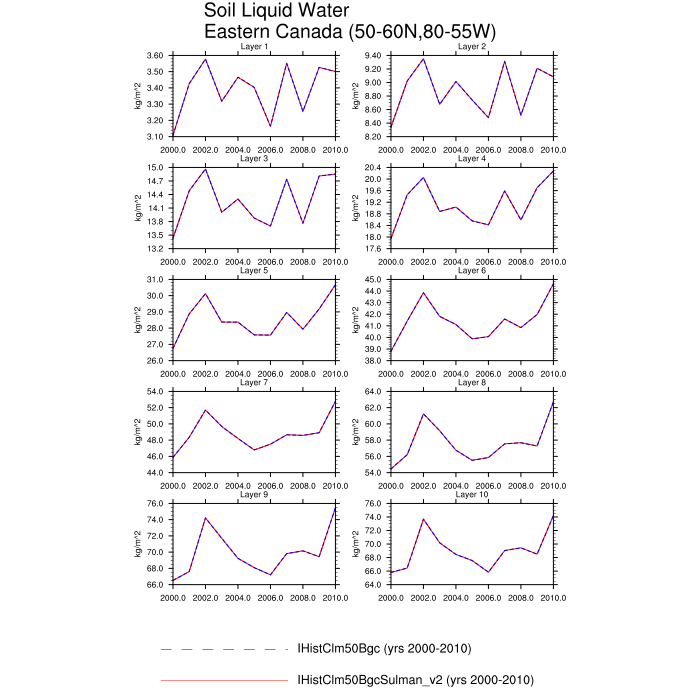 Soil Liquid Water
Eastern Canada (50-60N,80-55W)
Layer 1
kg/m^2
3.60
3.50
3.40
3.30
3.20
3.10
2000.0 2002.0 2004.0 2006.0 2008.0 2010.0
Layer 2
kg/m^2
9.40
9.20
9.00
8.80
8.60
8.40
8.20
2000.0 2002.0 2004.0 2006.0 2008.0 2010.0
Layer 3
kg/m^2
15.0
14.7
14.4
14.1
13.8
13.5
13.2
2000.0 2002.0 2004.0 2006.0 2008.0 2010.0
Layer 4
kg/m^2
20.4
20.0
19.6
19.2
18.8
18.4
18.0
17.6
2000.0 2002.0 2004.0 2006.0 2008.0 2010.0
Layer 5
kg/m^2
31.0
30.0
29.0
28.0
27.0
26.0
2000.0 2002.0 2004.0 2006.0 2008.0 2010.0
Layer 6
kg/m^2
45.0
44.0
43.0
42.0
41.0
40.0
39.0
38.0
2000.0 2002.0 2004.0 2006.0 2008.0 2010.0
Layer 7
kg/m^2
54.0
52.0
50.0
48.0
46.0
44.0
2000.0 2002.0 2004.0 2006.0 2008.0 2010.0
Layer 8
kg/m^2
64.0
62.0
60.0
58.0
56.0
54.0
2000.0 2002.0 2004.0 2006.0 2008.0 2010.0
Layer 9
kg/m^2
76.0
74.0
72.0
70.0
68.0
66.0
2000.0 2002.0 2004.0 2006.0 2008.0 2010.0
Layer 10
kg/m^2
76.0
74.0
72.0
70.0
68.0
66.0
64.0
2000.0 2002.0 2004.0 2006.0 2008.0 2010.0
IHistClm50Bgc (yrs 2000-2010)
IHistClm50BgcSulman_v2 (yrs 2000-2010)